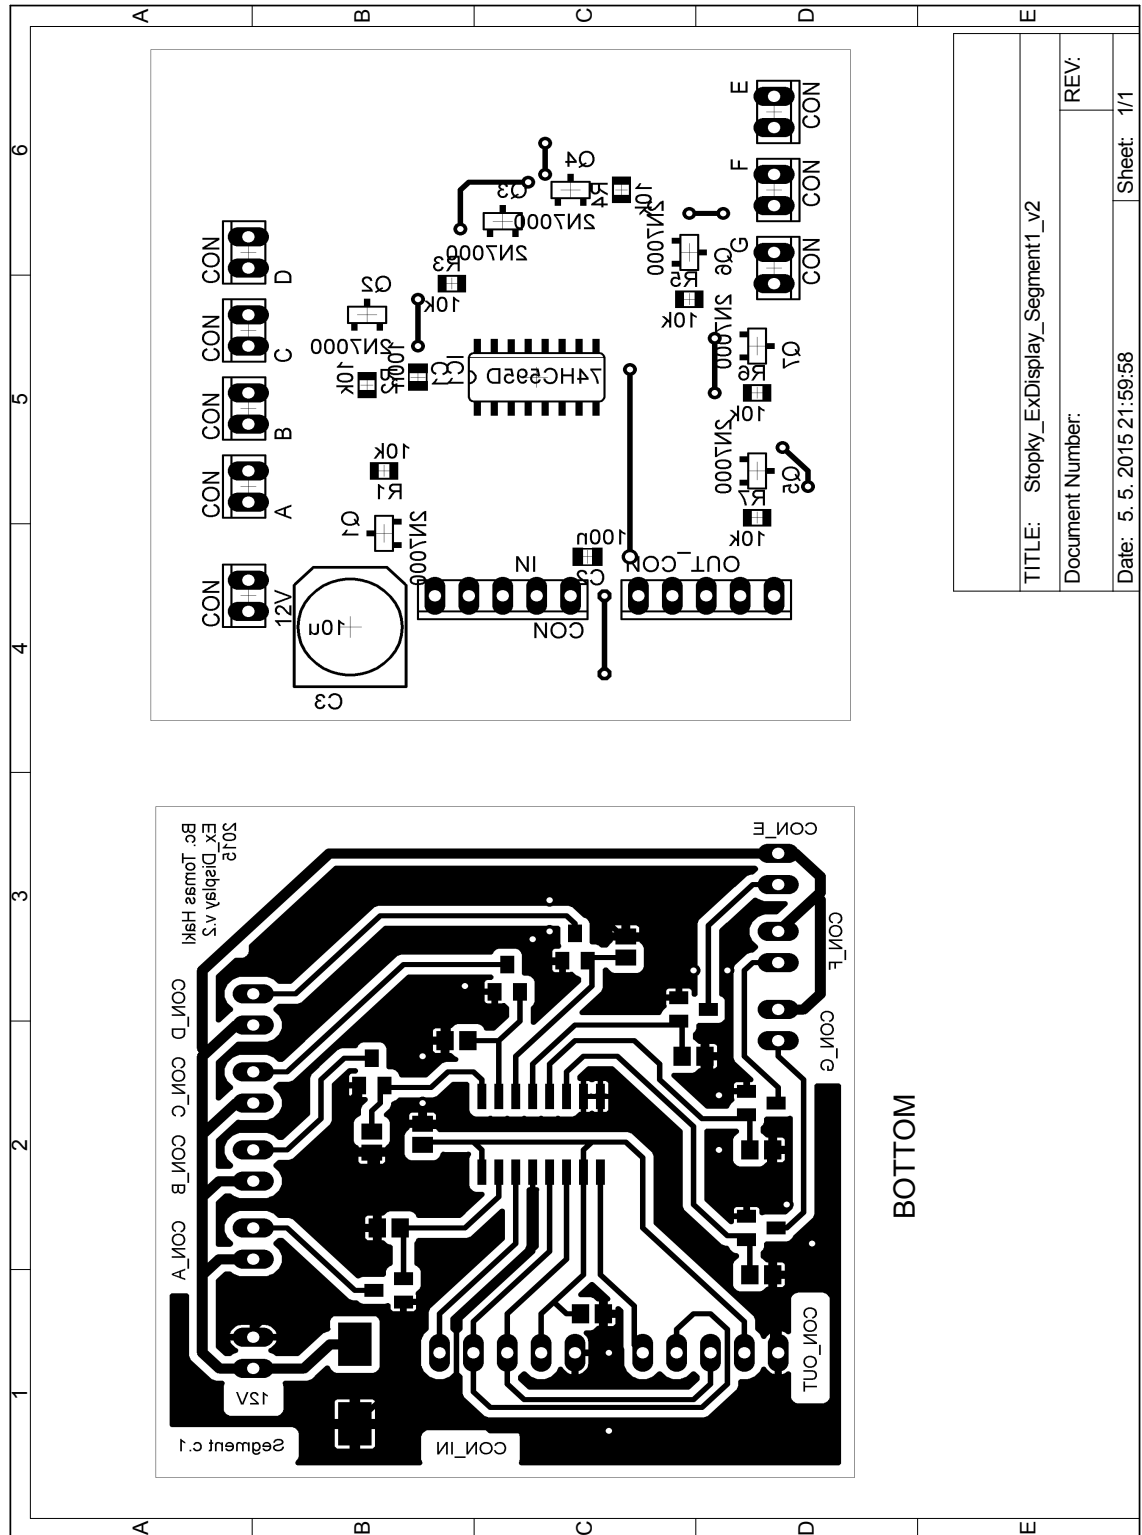 A
B
C
D
E
6
5
4
3
2
1
E
CON
F
CON
G
CON
CON
D
CON
C
CON
B
CON
A
CON
12V
Q4
Q3
R4
10k
2N7000
2N7000
2N7000
Q6
R3
10k
R5
10k
Q2
2N7000
10k
R2
100n
C1
IC1
74HC595D
2N7000
Q7
R6
10k
2N7000
Q5
R7
10k
10k
R1
Q1
2N7000
100n
C2
IN
CON
OUT_CON
10u
C3
TITLE: Stopky_ExDisplay_Segment1_v2
Document Number:
REV:
Date: 5. 5. 2015 21:59:58
Sheet: 1/1
2015
Ex_Display v.2
Bc. Tomas Hakl
CON_E
CON_F
CON_G
CON_D
CON_C
CON_B
CON_A
12V
Segment c.1
CON_IN
CON_OUT
BOTTOM
A
B
C
D
E